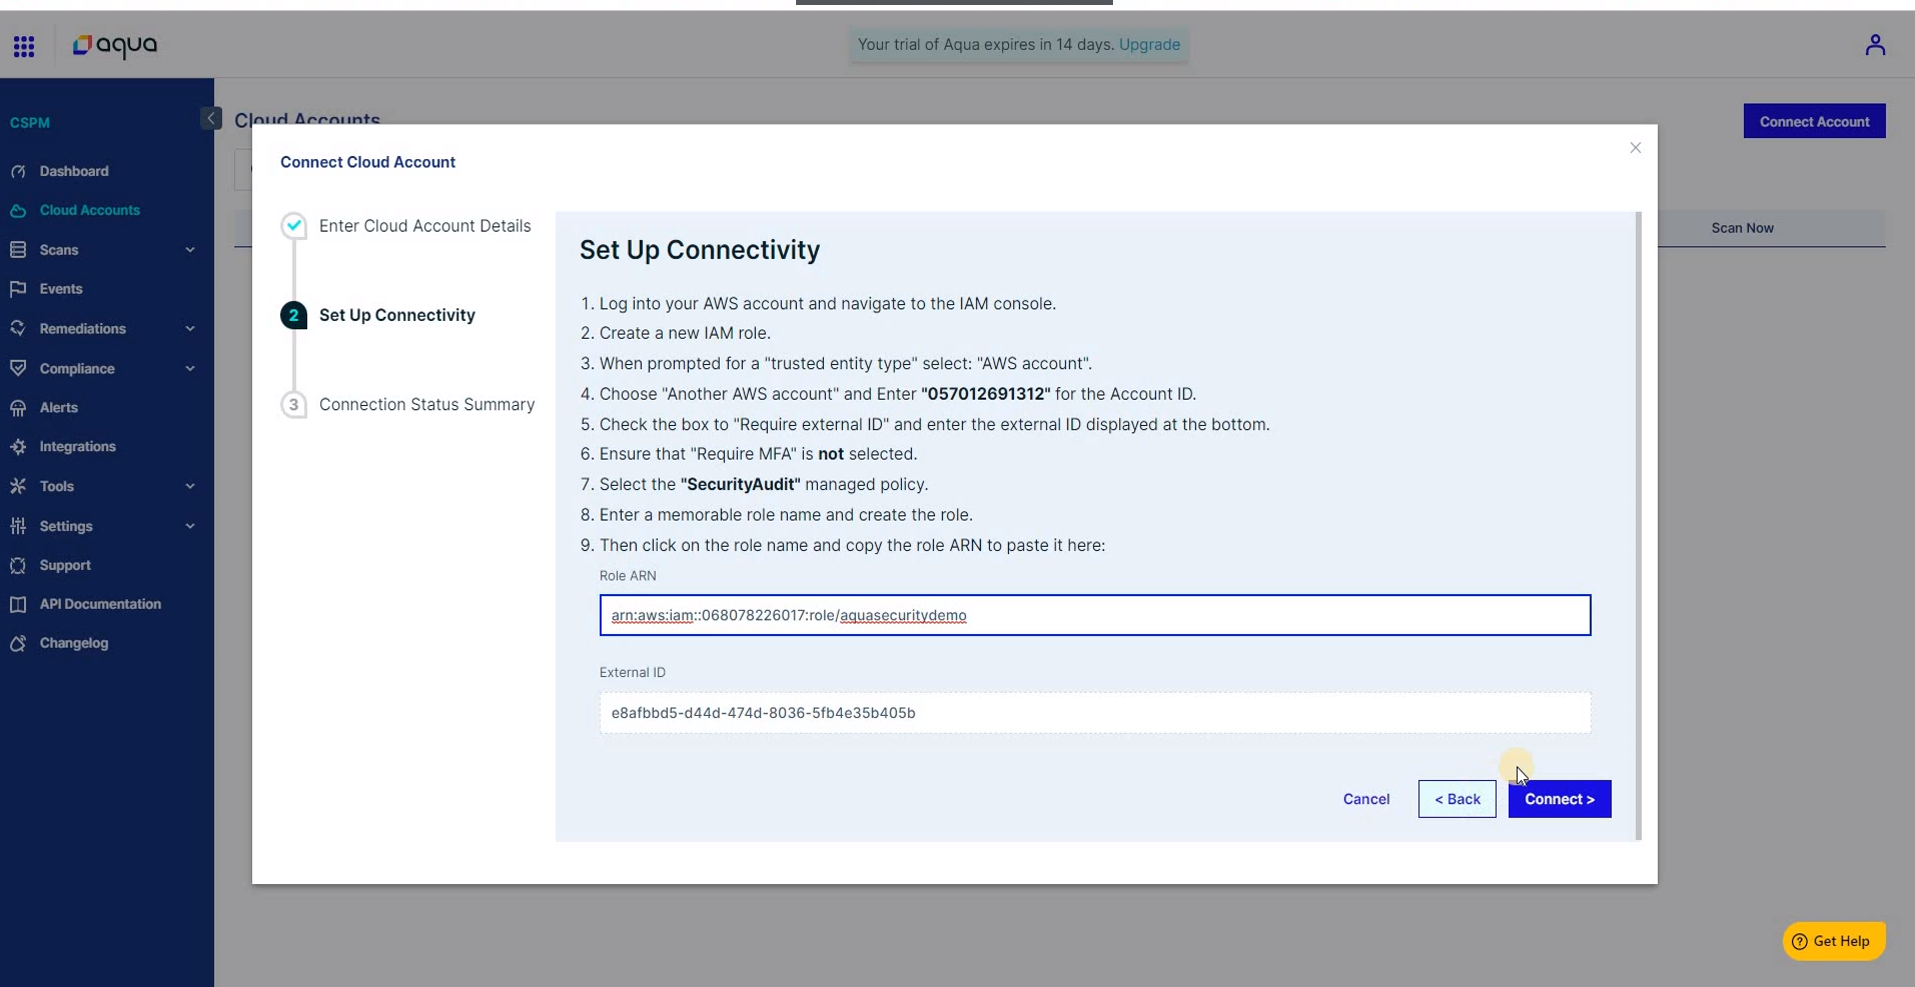 aqua
Your trial of Aqua expires in 14 days. Upgrade
CSPM
Dashboard
Cloud Accounts
Scans
Events
Remediations
Compliance
Alerts
Integrations
Tools
Settings
Support
API Documentation
Changelog
Cloud Accounts
Connect Account
Scan Now
Connect Cloud Account
Enter Cloud Account Details
2 Set Up Connectivity
3 Connection Status Summary
Set Up Connectivity
1. Log into your AWS account and navigate to the IAM console.
2. Create a new IAM role.
3. When prompted for a "trusted entity type" select: "AWS account".
4. Choose "Another AWS account" and Enter "057012691312" for the Account ID.
5. Check the box to "Require external ID" and enter the external ID displayed at the bottom.
6. Ensure that "Require MFA" is not selected.
7. Select the "SecurityAudit" managed policy.
8. Enter a memorable role name and create the role.
9. Then click on the role name and copy the role ARN to paste it here:
Role ARN
arn:aws:iam::068078226017:role/aquasecuritydemo
External ID
e8afbbd5-d44d-474d-8036-5fb4e35b405b
Cancel
< Back
Connect >
Get Help